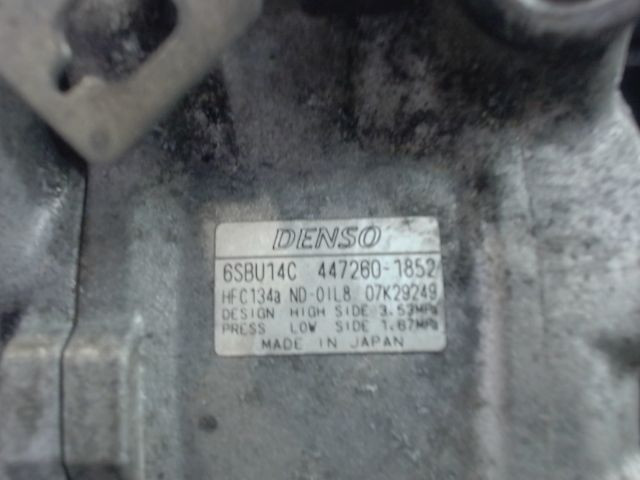 DENSO
6SBU14C 447260-1852
HFC134a ND-OIL8 07K29249
DESIGN HIGH SIDE 3.53MPa
PRESS LOW SIDE 1.67MPa
MADE IN JAPAN